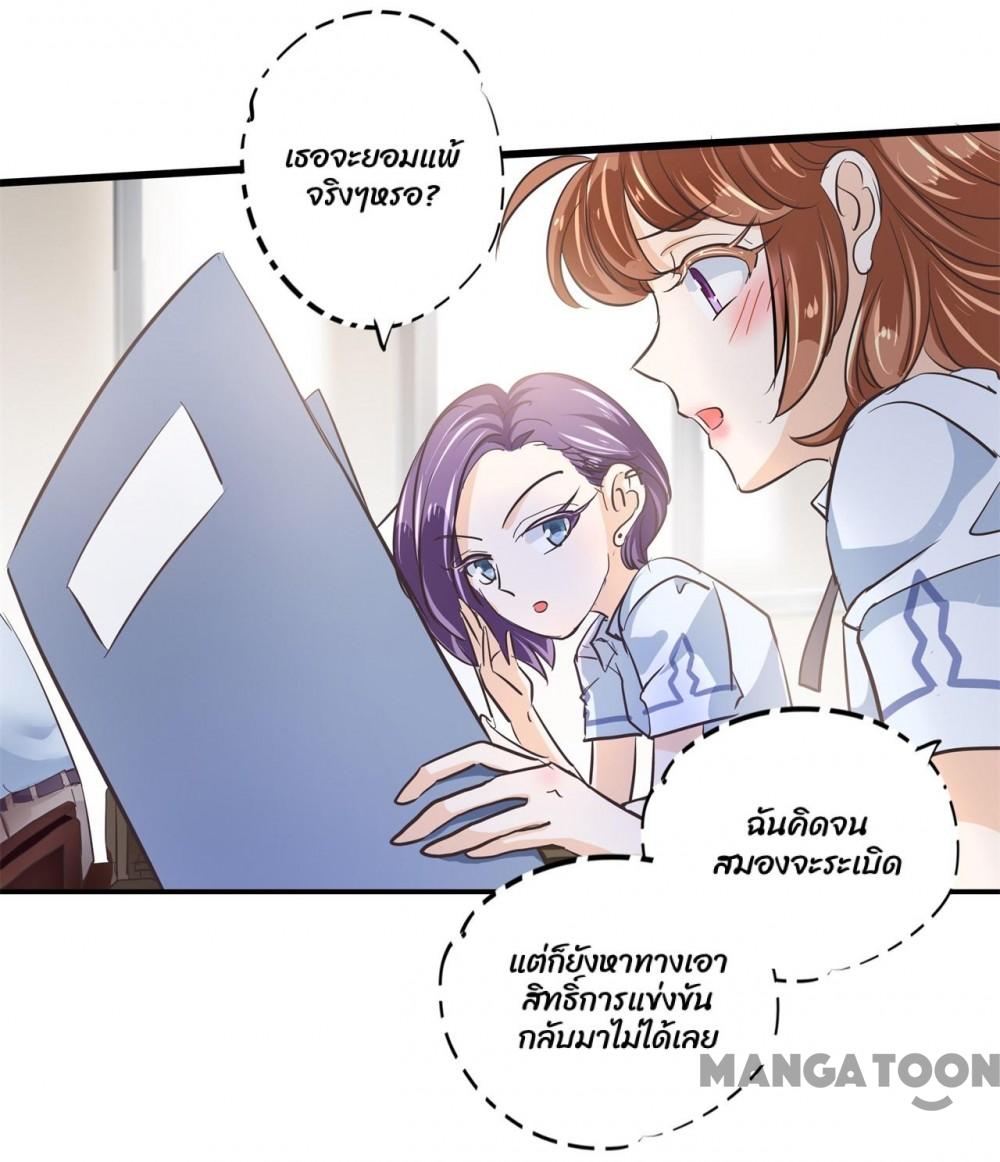 เธอจะยอมแพ้
จริงๆหรอ?
ฉันคิดจน
สมองจะระเบิด
แต่ก็ยังหาทางเอา
สิทธิ์การแข่งขัน
กลับมาไม่ได้เลย
MANGATOON